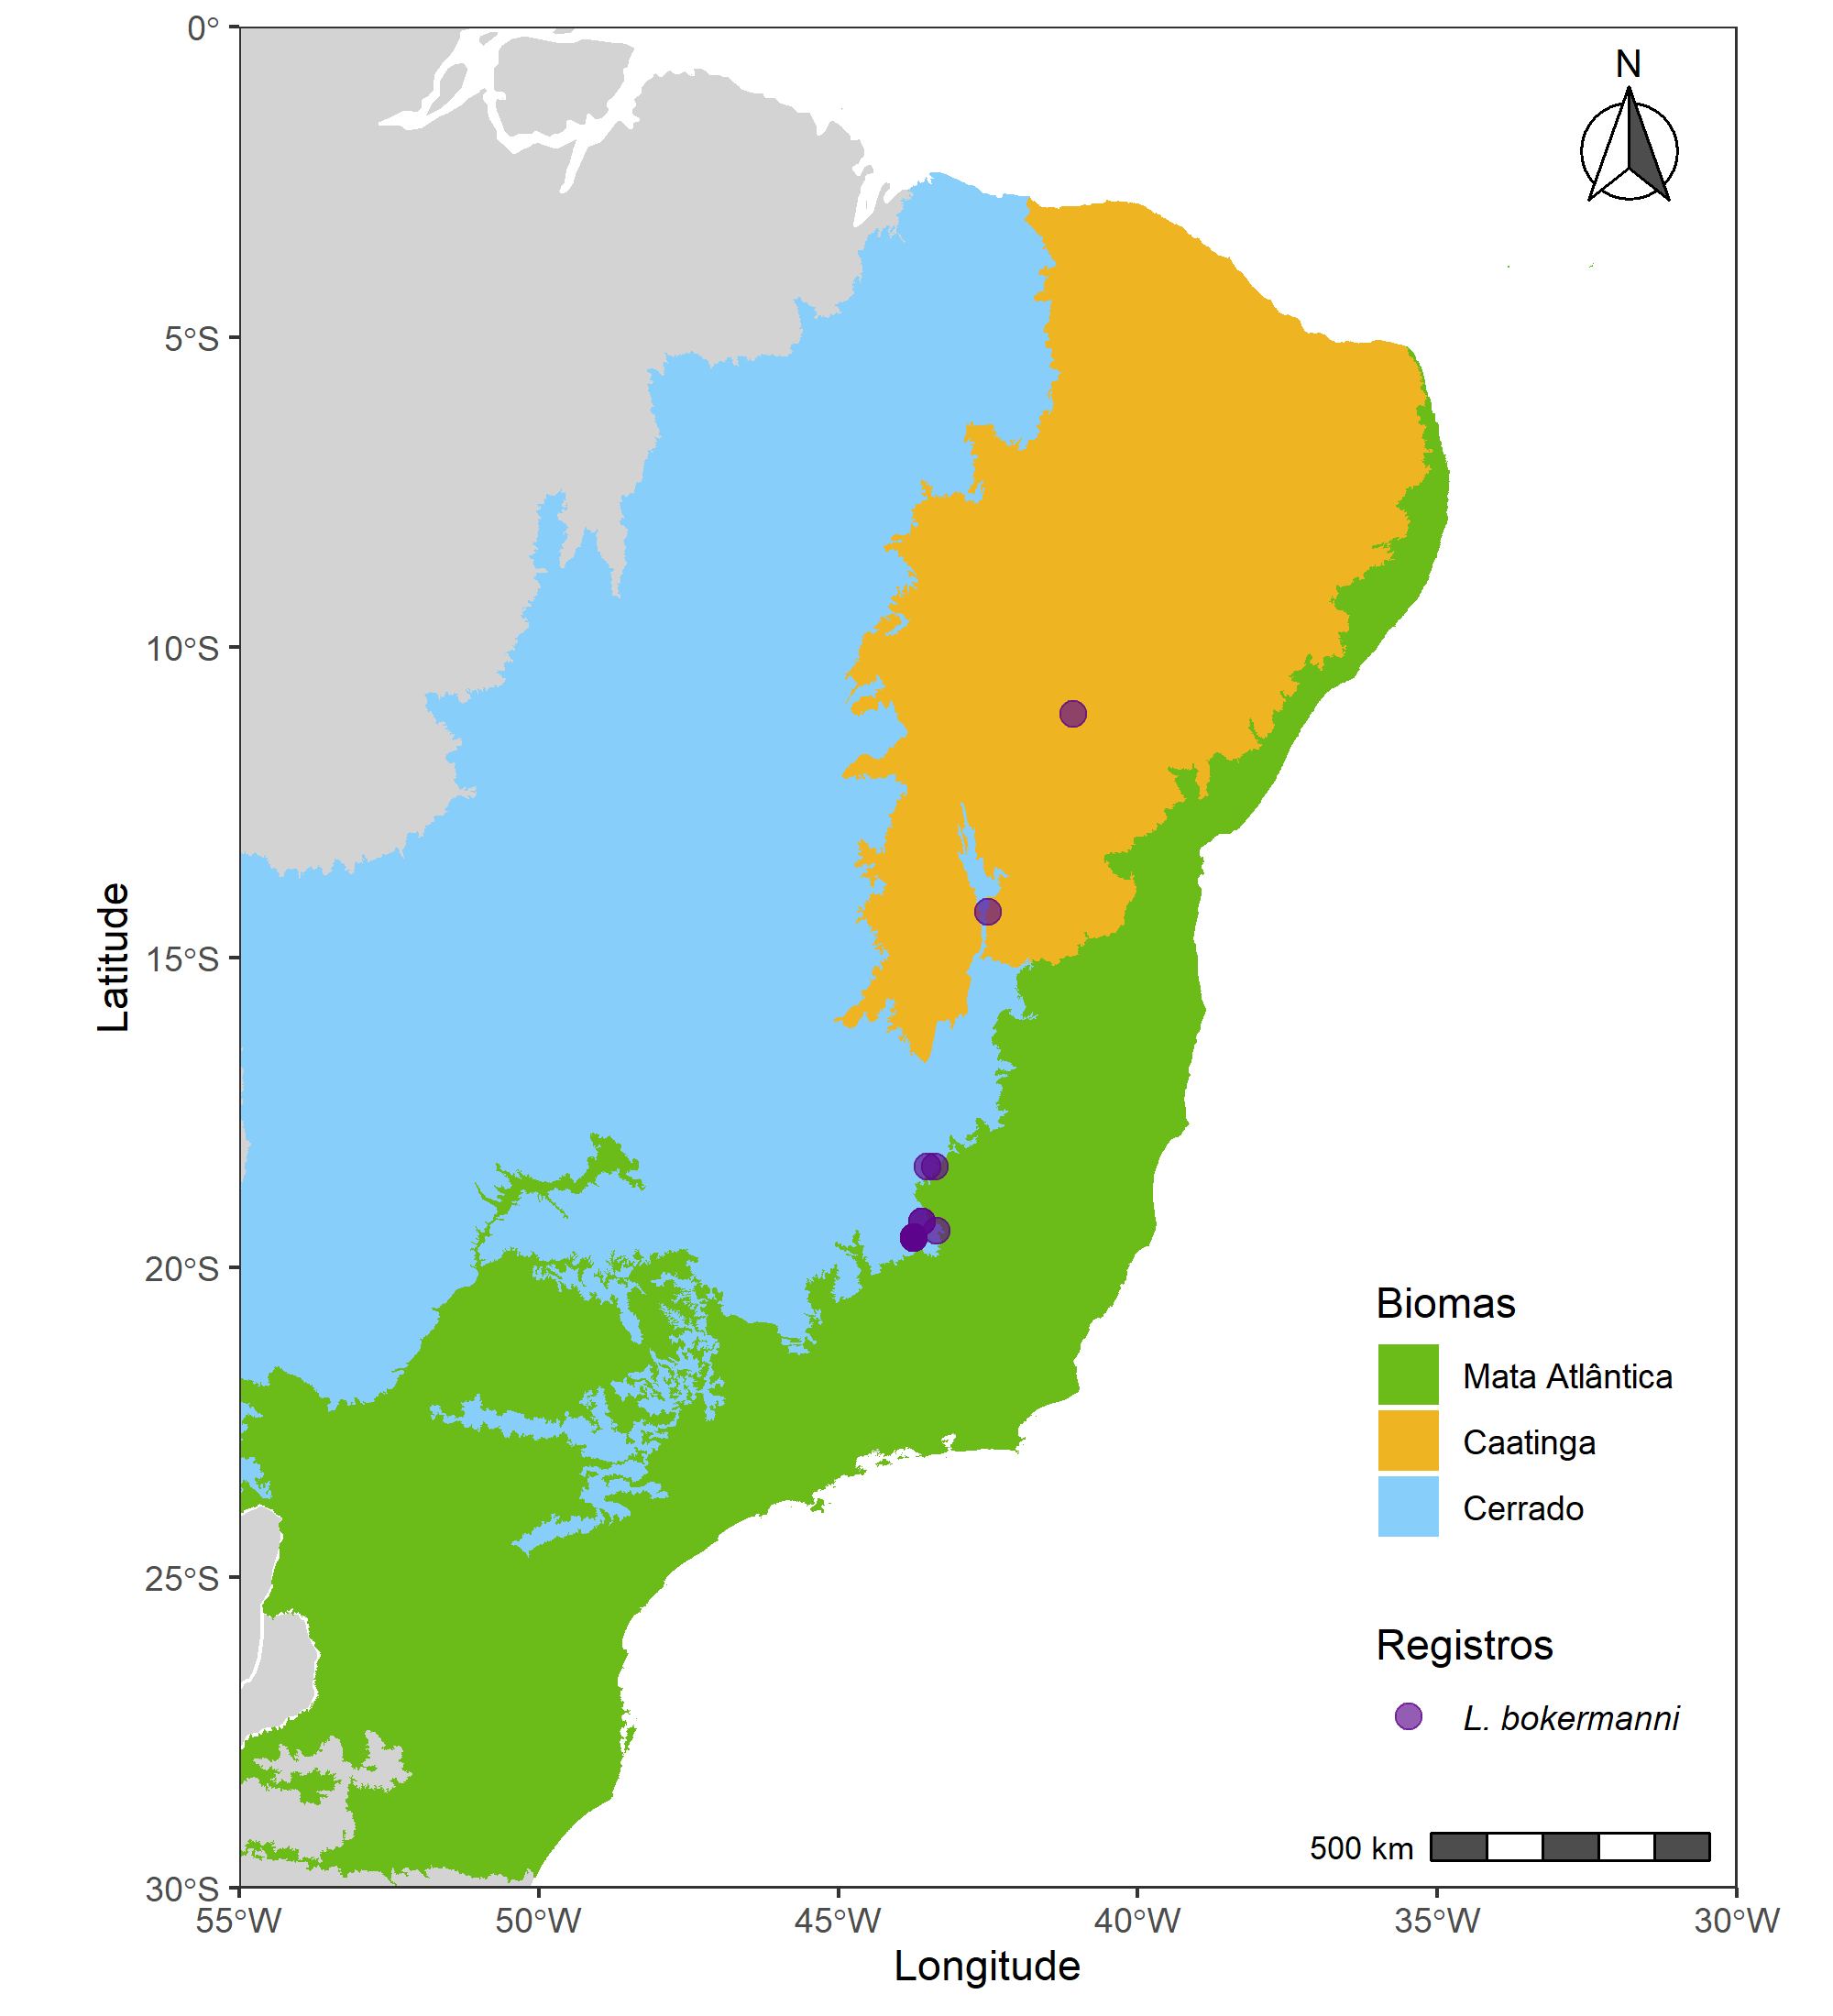 0°
5°S
10°S
15°S
20°S
25°S
30°S
Latitude
N
Biomas
Mata Atlântica
Caatinga
Cerrado
Registros
L. bokermanni
500 km
55°W 50°W 45°W 40°W 35°W 30°W
Longitude